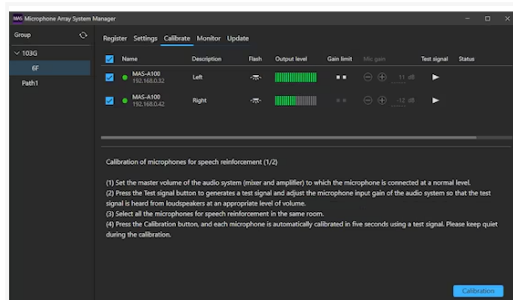 MAS Microphone Array System Manager
Group
Register Settings Calibrate Monitor Update
103G
6F
Path1
Name Description Flash Output level Gain limit Mic gain Test signal Status
MAS-A100
192.168.0.32
Left
11 dB
MAS-A100
192.168.0.42
Right
-12 dB
Calibration of microphones for speech reinforcement (1/2)
(1) Set the master volume of the audio system (mixer and amplifier) to which the microphone is connected at a normal level.
(2) Press the Test signal button to generates a test signal and adjust the microphone input gain of the audio system so that the test
signal is heard from loudspeakers at an appropriate level of volume.
(3) Select all the microphones for speech reinforcement in the same room.
(4) Press the Calibration button, and each microphone is automatically calibrated in five seconds using a test signal. Please keep quiet
during the calibration.
Calibration